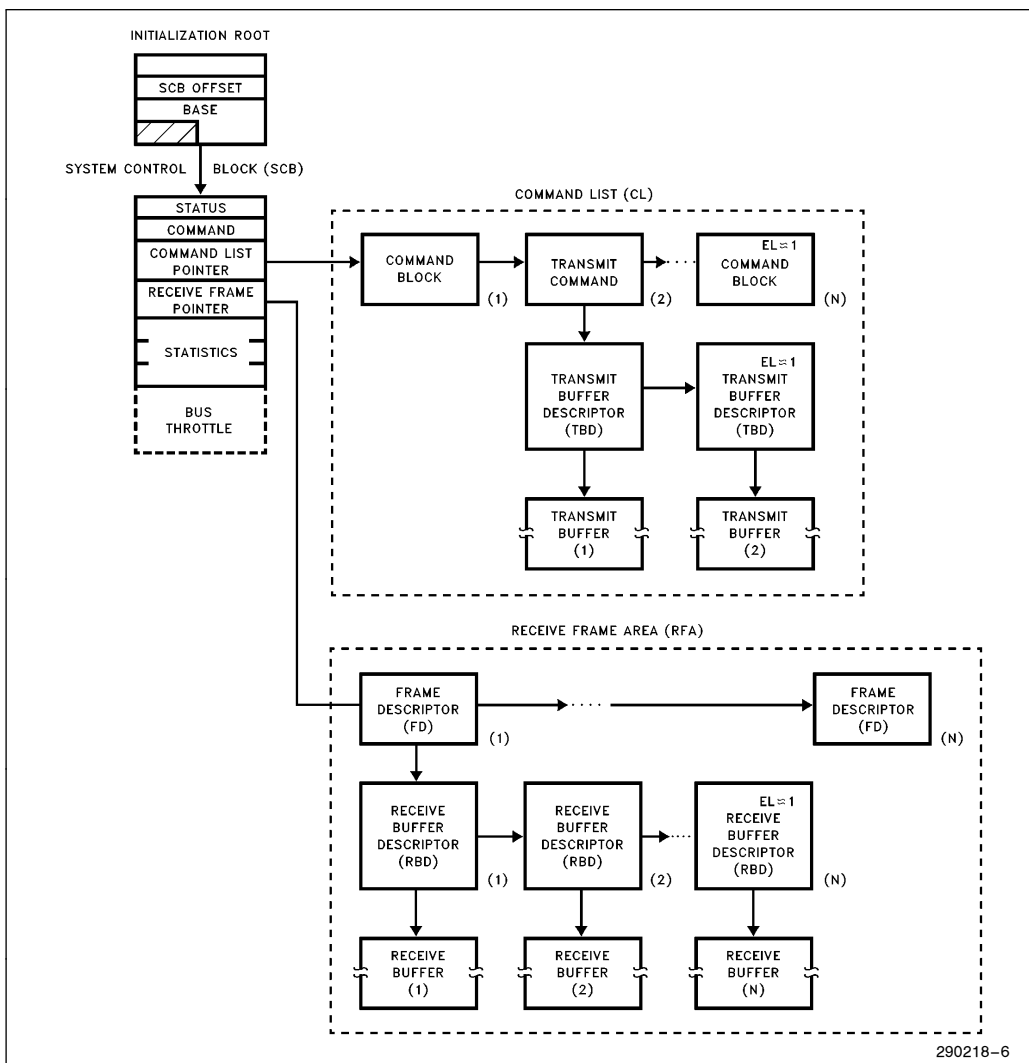 INITIALIZATION ROOT
SCB OFFSET
BASE
SYSTEM CONTROL BLOCK (SCB)
STATUS
COMMAND
COMMAND LIST
POINTER
RECEIVE FRAME
POINTER
STATISTICS
BUS
THROTTLE
COMMAND LIST (CL)
COMMAND
BLOCK
(1)
TRANSMIT
COMMAND
(2)
EL≈1
COMMAND
BLOCK
(N)
TRANSMIT
BUFFER
DESCRIPTOR
(TBD)
EL≈1
TRANSMIT
BUFFER
DESCRIPTOR
(TBD)
TRANSMIT
BUFFER
(1)
TRANSMIT
BUFFER
(2)
RECEIVE FRAME AREA (RFA)
FRAME
DESCRIPTOR
(FD)
(1)
FRAME
DESCRIPTOR
(FD)
(N)
RECEIVE
BUFFER
DESCRIPTOR
(RBD)
(1)
RECEIVE
BUFFER
DESCRIPTOR
(RBD)
(2)
EL≈1
RECEIVE
BUFFER
DESCRIPTOR
(RBD)
(N)
RECEIVE
BUFFER
(1)
RECEIVE
BUFFER
(2)
RECEIVE
BUFFER
(N)
290218–6